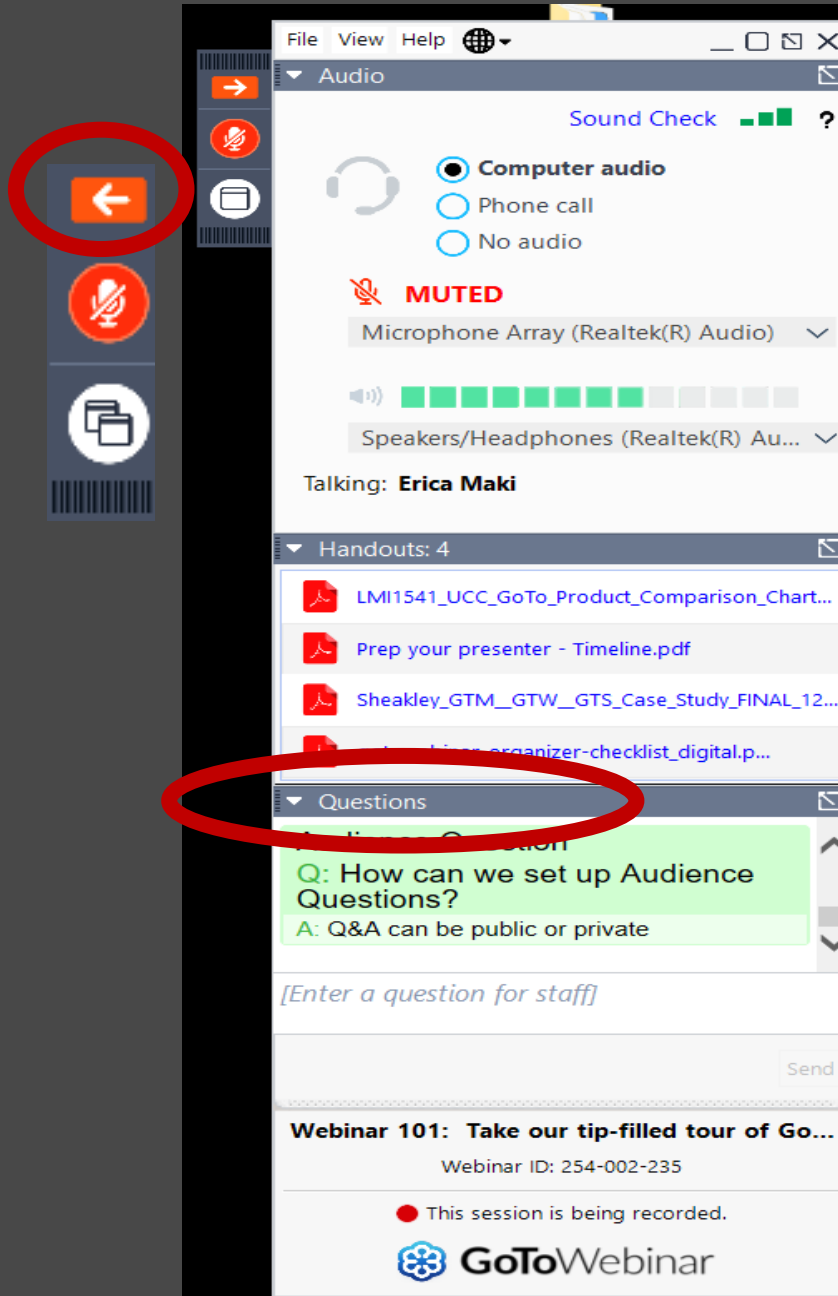 File View Help
Audio
Sound Check ?
Computer audio
Phone call
No audio
MUTED
Microphone Array (Realtek(R) Audio)
Speakers/Headphones (Realtek(R) Au...
Talking: Erica Maki
Handouts: 4
LMI1541_UCC_GoTo_Product_Comparison_Chart...
Prep your presenter - Timeline.pdf
Sheakley_GTM__GTW__GTS_Case_Study_FINAL_12...
organizer-checklist_digital.p...
Questions
Q: How can we set up Audience
Questions?
A: Q&A can be public or private
[Enter a question for staff]
Send
Webinar 101: Take our tip-filled tour of Go...
Webinar ID: 254-002-235
This session is being recorded.
GoToWebinar